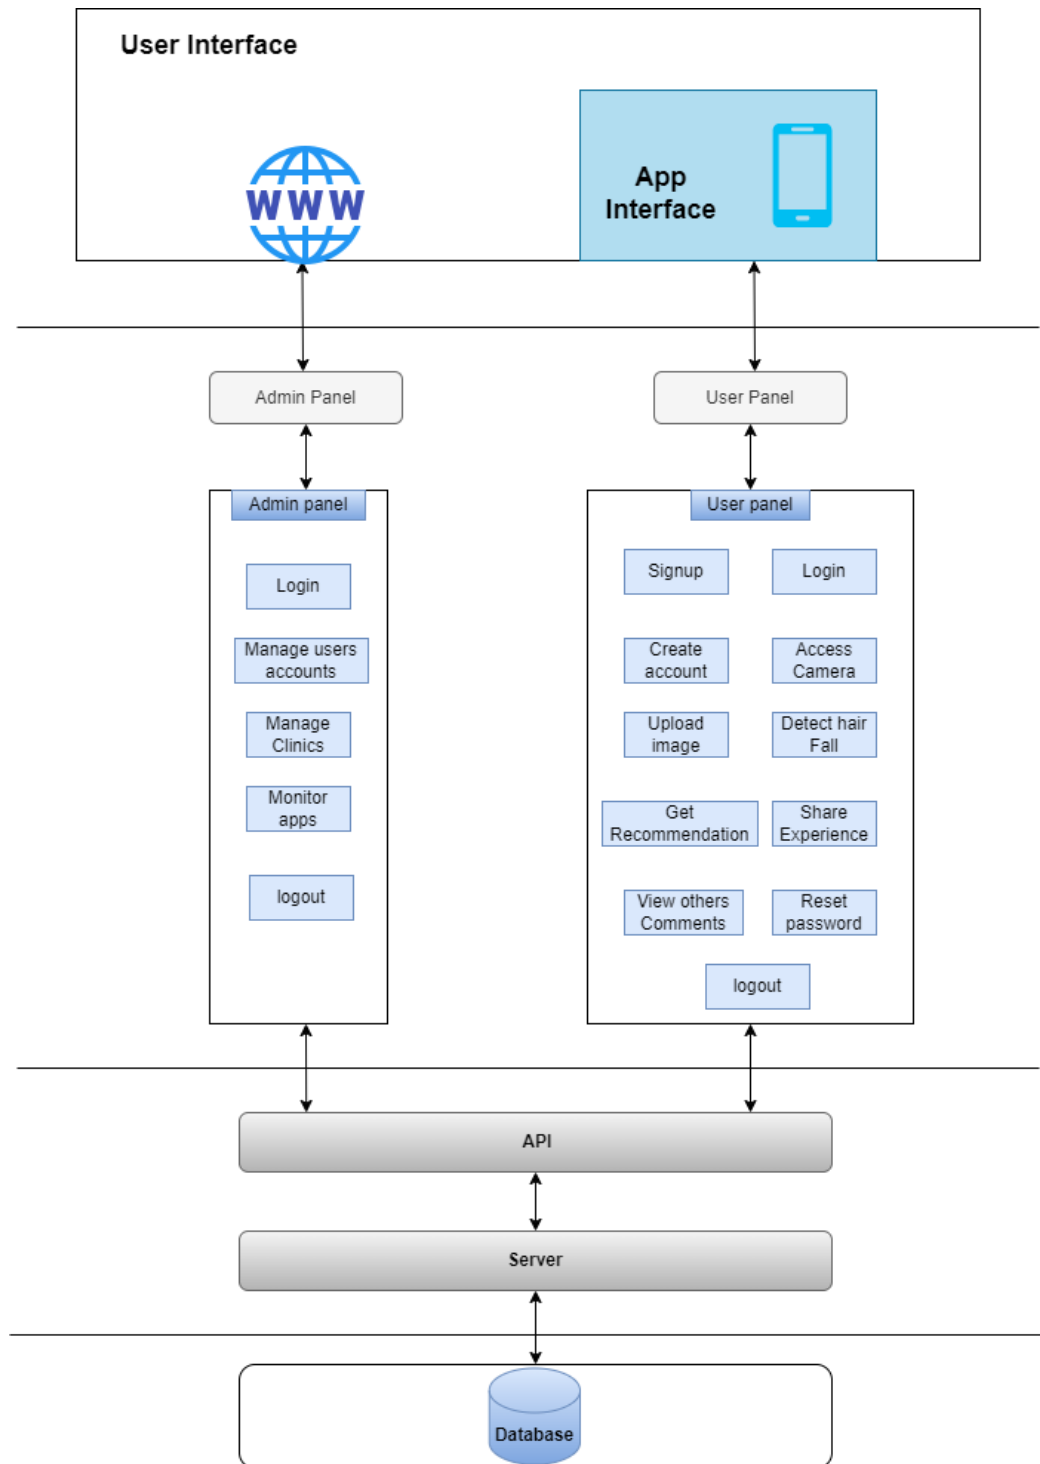 User Interface
WWW
App
Interface
Admin Panel
User Panel
Admin panel
Login
Manage users
accounts
Manage
Clinics
Monitor
apps
logout
User panel
Signup
Login
Create
account
Access
Camera
Upload
image
Detect hair
Fall
Get
Recommendation
Share
Experience
View others
Comments
Reset
password
logout
API
Server
Database